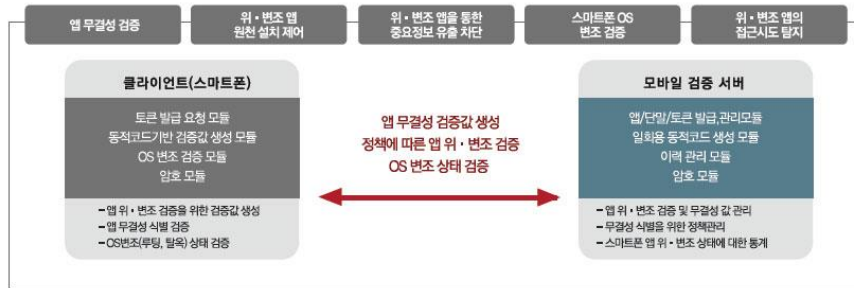 앱 무결성 검증
위·변조 앱
원천 설치 제어
위·변조 앱을 통한
중요정보 유출 차단
스마트폰 OS
변조 검증
위·변조 앱의
접근시도 탐지
클라이언트(스마트폰)
토큰 발급 요청 모듈
동적코드기반 검증값 생성 모듈
OS 변조 검증 모듈
암호 모듈
– 앱 위·변조 검증을 위한 검증값 생성
– 앱 무결성 식별 검증
– OS변조(루팅, 탈옥) 상태 검증
앱 무결성 검증값 생성
정책에 따른 앱 위·변조 검증
OS 변조 상태 검증
모바일 검증 서버
앱/단말/토큰 발급,관리모듈
일회용 동적코드 생성 모듈
이력 관리 모듈
암호 모듈
– 앱 위·변조 검증 및 무결성 값 관리
– 무결성 식별을 위한 정책관리
– 스마트폰 앱 위·변조 상태에 대한 통계